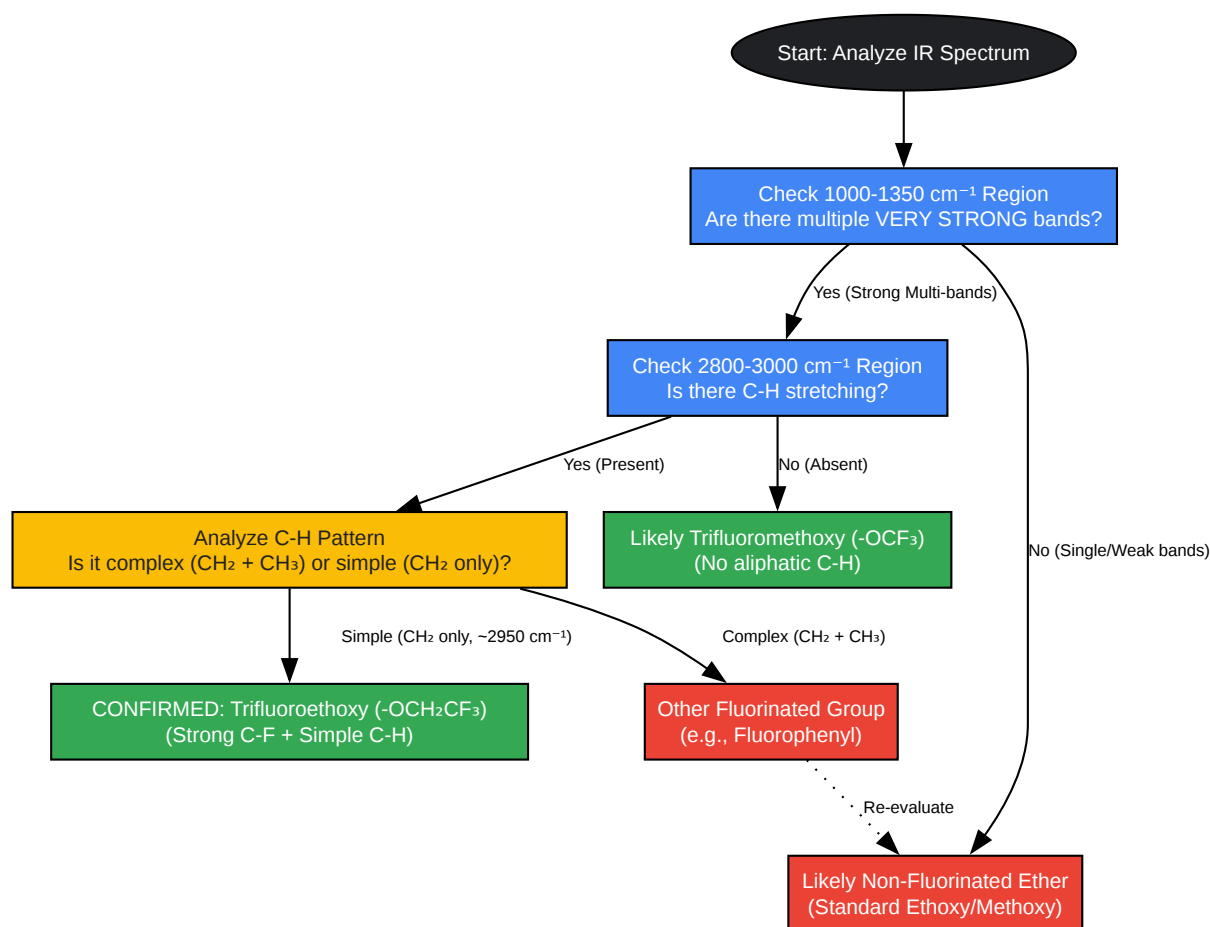 Start: Analyze IR Spectrum
Check 1000-1350 cm⁻¹ Region
Are there multiple VERY STRONG bands?
Yes (Strong Multi-bands)
Check 2800-3000 cm⁻¹ Region
Is there C-H stretching?
Yes (Present)
No (Absent)
Analyze C-H Pattern
Is it complex (CH₂ + CH₃) or simple (CH₂ only)?
Likely Trifluoromethoxy (-OCF₃)
(No aliphatic C-H)
No (Single/Weak bands)
Simple (CH₂ only, ~2950 cm⁻¹)
Complex (CH₂ + CH₃)
CONFIRMED: Trifluoroethoxy (-OCH₂CF₃)
(Strong C-F + Simple C-H)
Other Fluorinated Group
(e.g., Fluorophenyl)
Re-evaluate
Likely Non-Fluorinated Ether
(Standard Ethoxy/Methoxy)